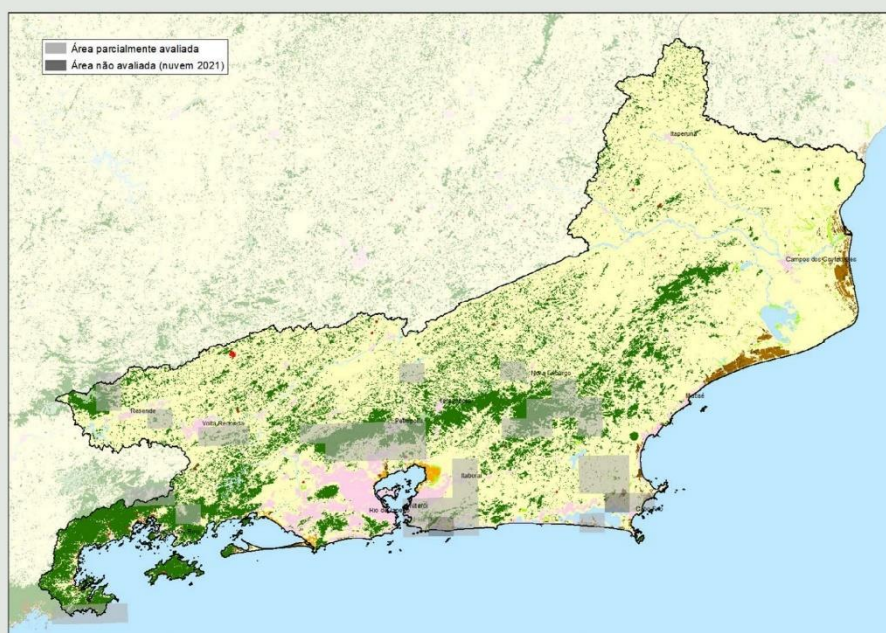 Área parcialmente avaliada
Área não avaliada (nuvem 2021)
Itaperuna
Campos dos Goytacazes
Nova Friburgo
Macaé
Resende
Volta Redonda
Petrópolis
Itaboraí
Rio de Janeiro